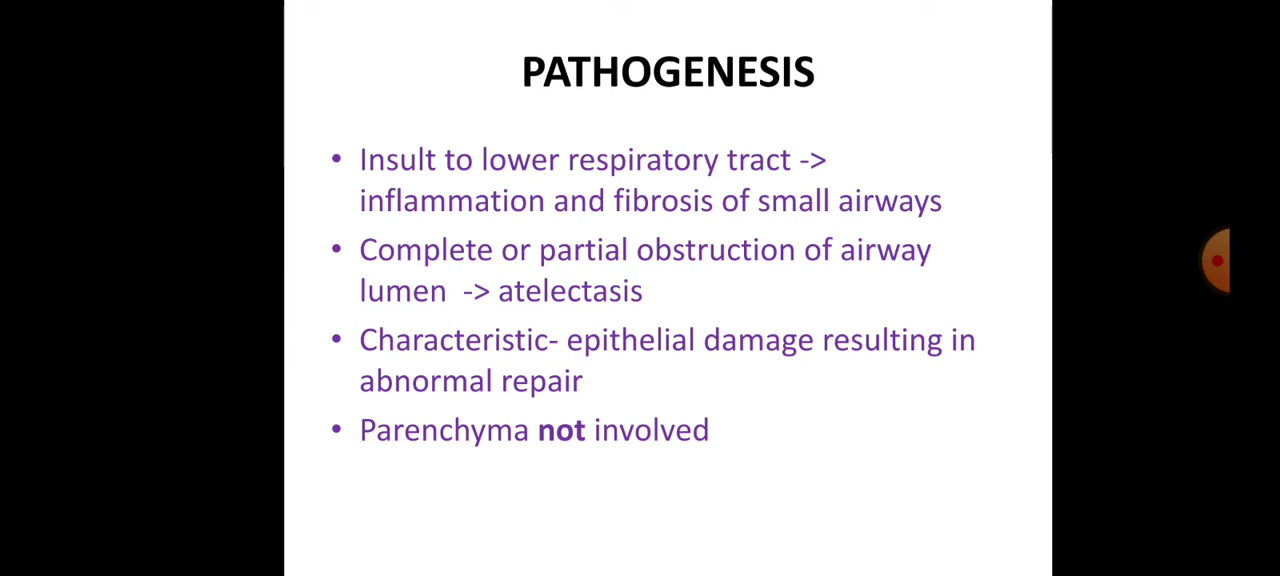 PATHOGENESIS
• Insult to lower respiratory tract ->
inflammation and fibrosis of small airways
• Complete or partial obstruction of airway
lumen -> atelectasis
• Characteristic- epithelial damage resulting in
abnormal repair
• Parenchyma not involved